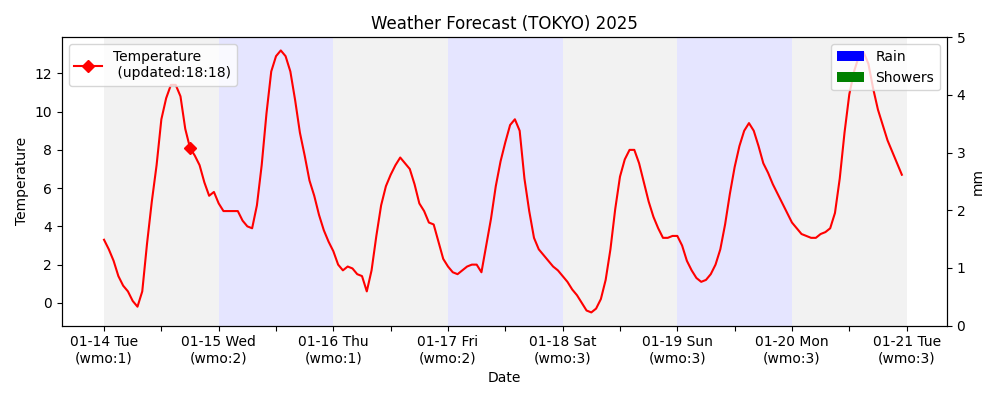 Weather Forecast (TOKYO) 2025
Temperature
(updated:18:18)
Rain
Showers
Temperature
12
10
8
6
4
2
0
5
4
3
2
1
0
mm
01-14 Tue
(wmo:1)
01-15 Wed
(wmo:2)
01-16 Thu
(wmo:1)
01-17 Fri
(wmo:2)
01-18 Sat
(wmo:3)
01-19 Sun
(wmo:3)
01-20 Mon
(wmo:3)
01-21 Tue
(wmo:3)
Date